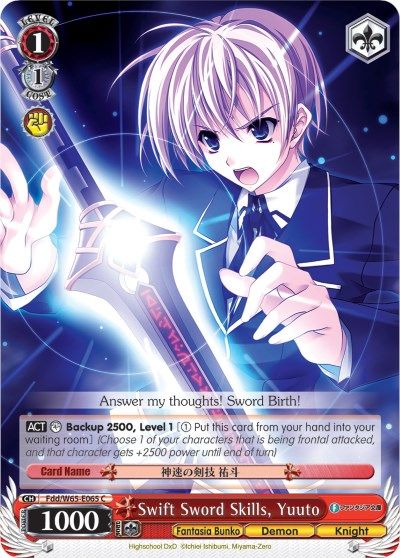 LEVEL
1
1
COST
Answer my thoughts! Sword Birth!
ACT Backup 2500, Level 1 [① Put this card from your hand into your
waiting room] (Choose 1 of your characters that is being frontal attacked,
and that character gets +2500 power until end of turn)
Card Name 神速の剣技 祐斗
CH Fdd/W65-E065 C
Swift Sword Skills, Yuuto
POWER 1000
Fantasia Bunko Demon Knight
Highschool DxD ©Ichiei Ishibumi, Miyama-Zero